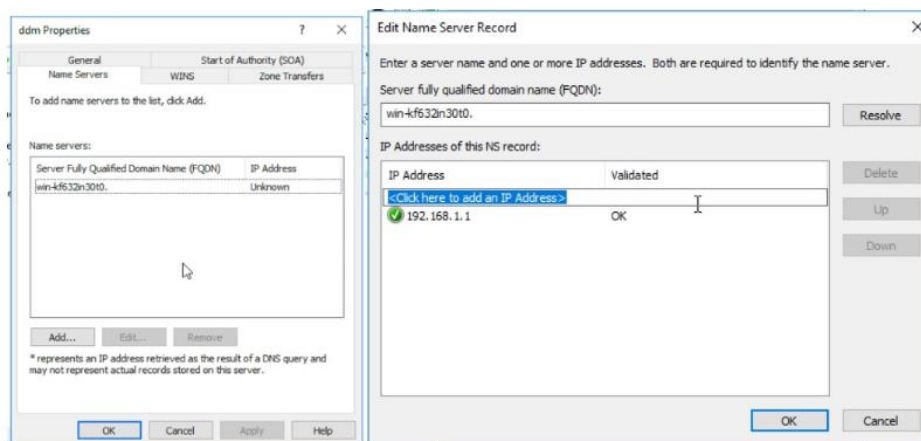 ddm Properties
? X
General
Start of Authority (SOA)
Name Servers
WINS
Zone Transfers
To add name servers to the list, click Add.
Name servers:
Server Fully Qualified Domain Name (FQDN)
IP Address
win-kf632in30t0.
Unknown
Add...
Edit...
Remove
* represents an IP address retrieved as the result of a DNS query and
may not represent actual records stored on this server.
OK
Cancel
Apply
Help
Edit Name Server Record
Enter a server name and one or more IP addresses. Both are required to identify the name server.
Server fully qualified domain name (FQDN):
win-kf632in30t0.
Resolve
IP Addresses of this NS record:
IP Address
Validated
Delete
<Click here to add an IP Address>
192.168.1.1
OK
Up
Down
OK
Cancel